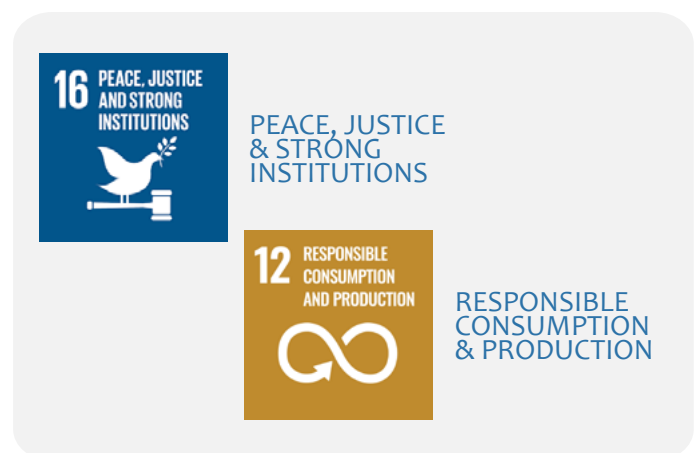 16 PEACE, JUSTICE
AND STRONG
INSTITUTIONS
PEACE, JUSTICE
& STRONG
INSTITUTIONS
12 RESPONSIBLE
CONSUMPTION
AND PRODUCTION
RESPONSIBLE
CONSUMPTION
& PRODUCTION